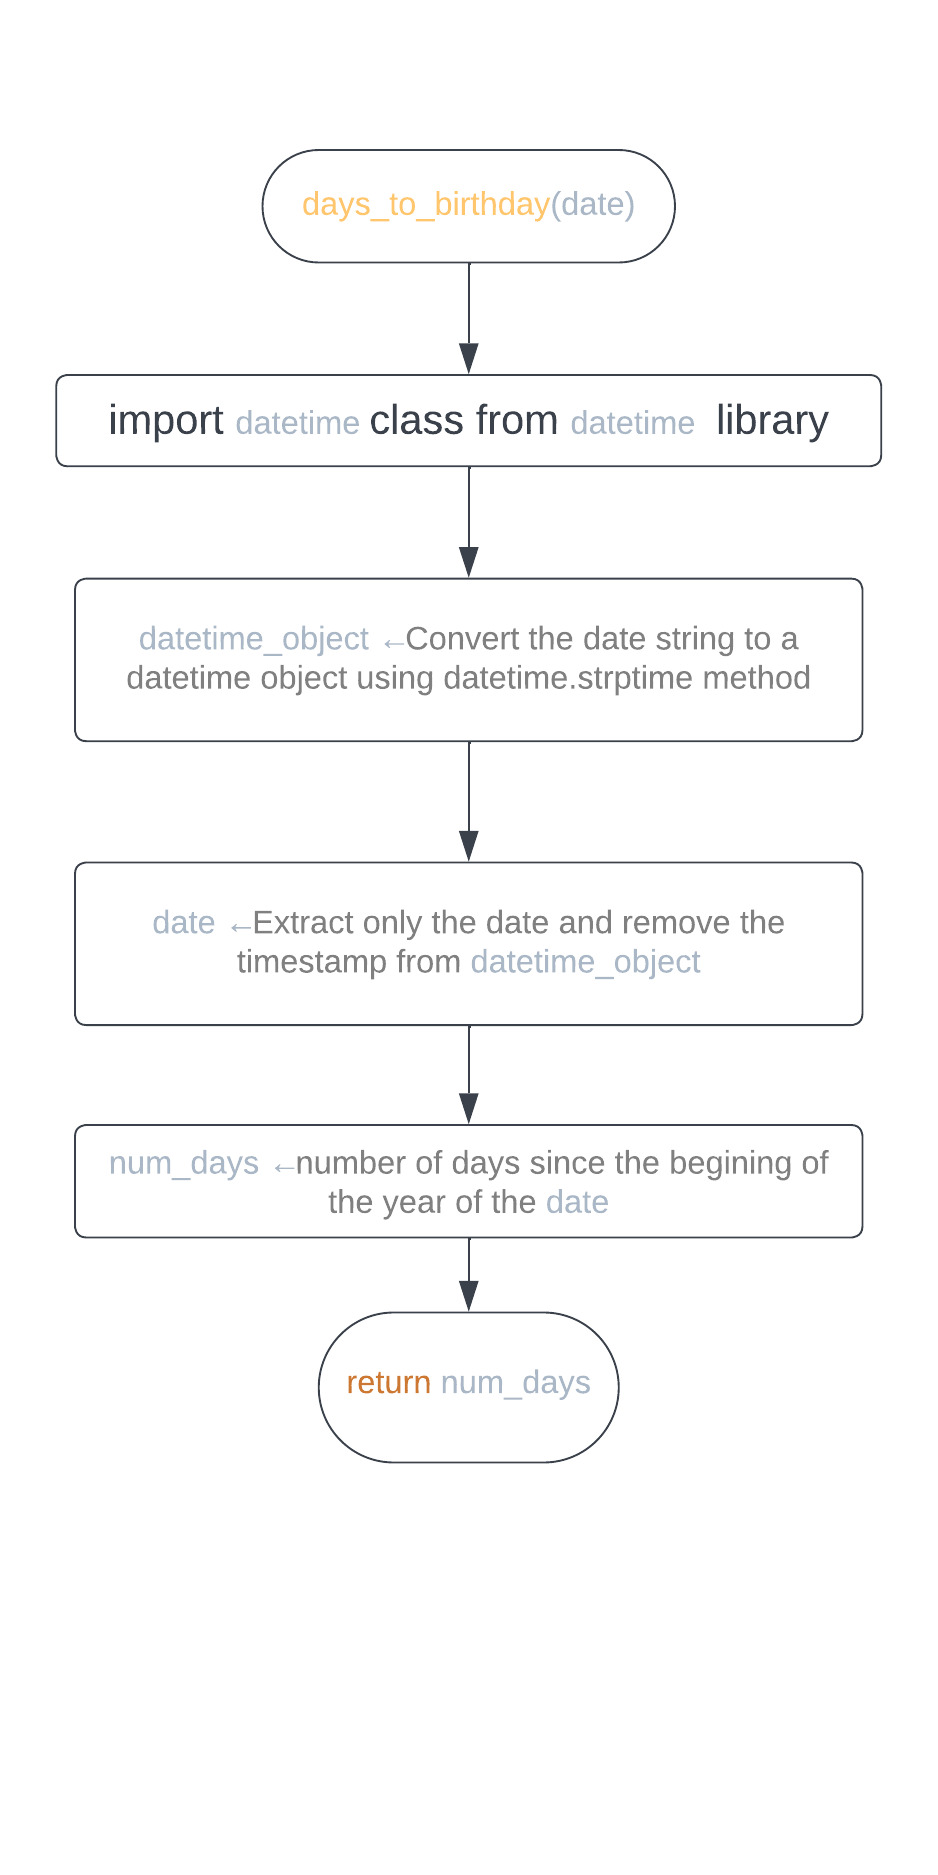 days_to_birthday(date)
import datetime class from datetime library
datetime_object ←Convert the date string to a
datetime object using datetime.strptime method
date ←Extract only the date and remove the
timestamp from datetime_object
num_days ←number of days since the begining of
the year of the date
return num_days